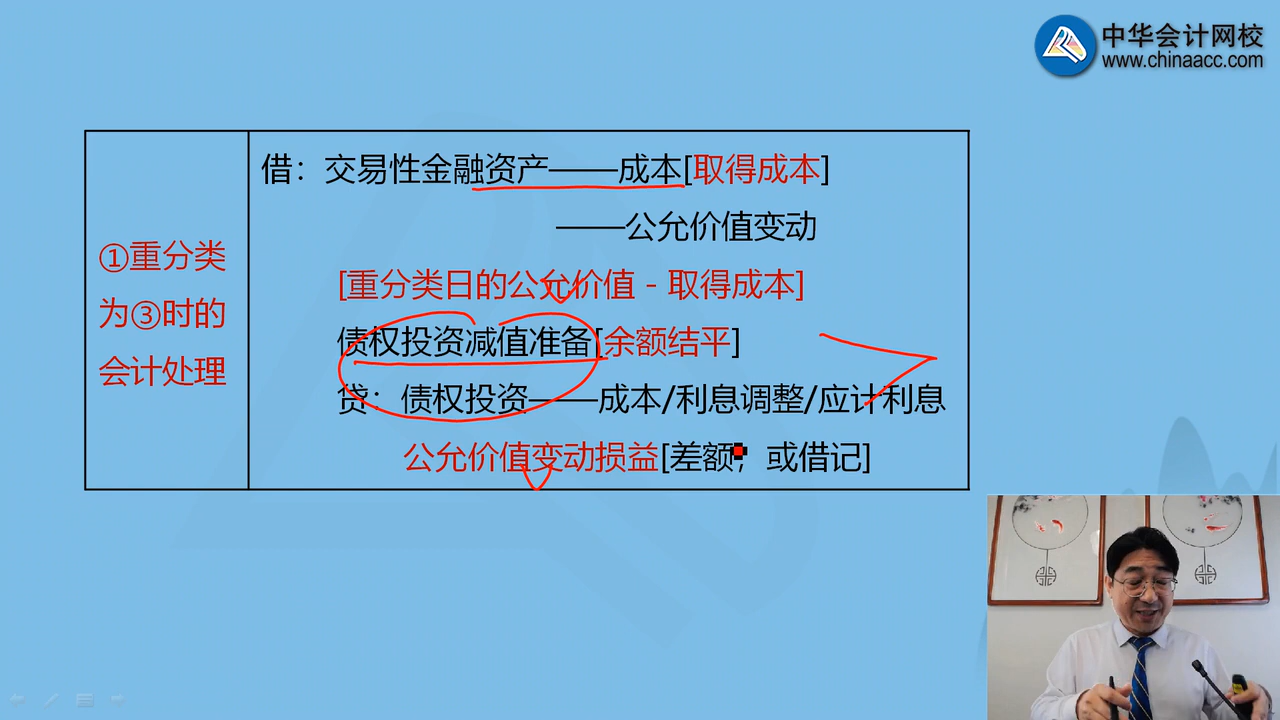 中华会计网校
www.chinaacc.com
①重分类
为③时的
会计处理
借：交易性金融资产——成本[取得成本]
——公允价值变动
[重分类日的公允价值－取得成本]
债权投资减值准备[余额结平]
贷：债权投资——成本/利息调整/应计利息
公允价值变动损益[差额，或借记]